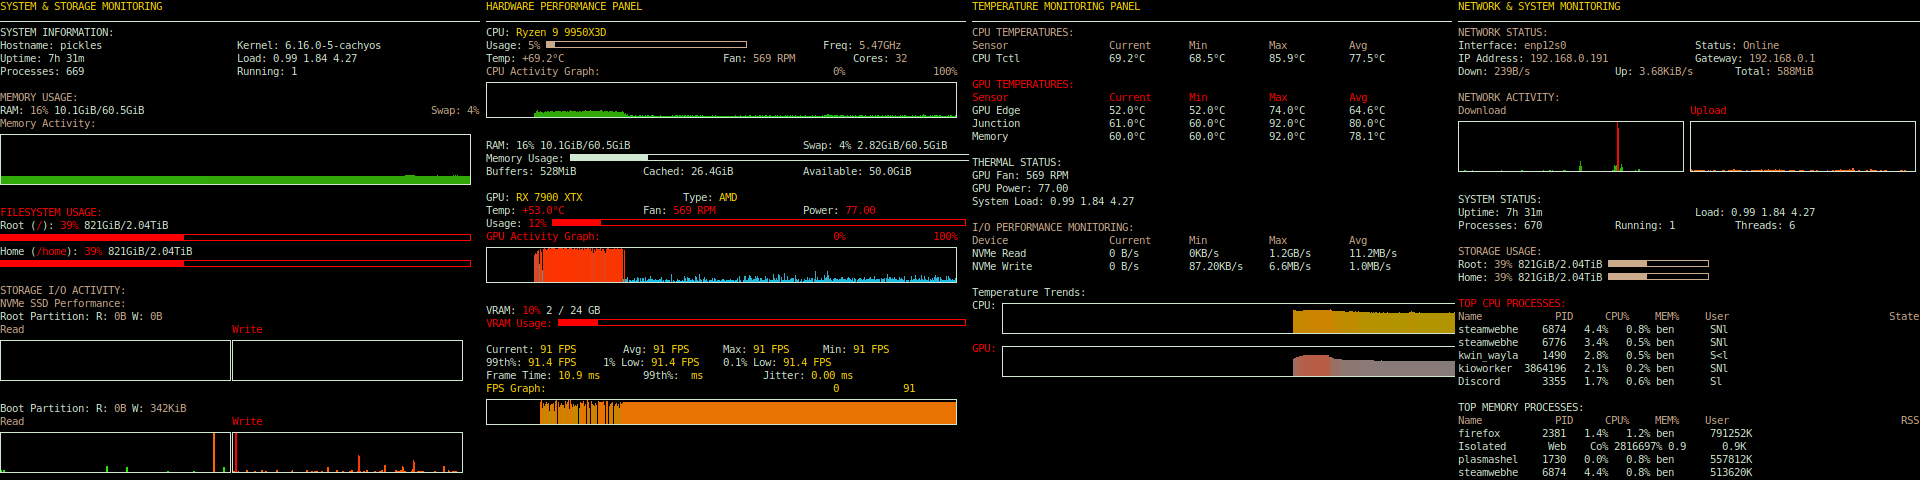 SYSTEM & STORAGE MONITORING
SYSTEM INFORMATION:
Hostname: pickles Kernel: 6.16.0-5-cachyos
Uptime: 7h 31m Load: 0.99 1.84 4.27
Processes: 669 Running: 1
MEMORY USAGE:
RAM: 16% 10.1GiB/60.5GiB Swap: 4%
Memory Activity:
FILESYSTEM USAGE:
Root (/): 39% 821GiB/2.04TiB
Home (/home): 39% 821GiB/2.04TiB
STORAGE I/O ACTIVITY:
NVMe SSD Performance:
Root Partition: R: 0B W: 0B
Read Write
Boot Partition: R: 0B W: 342KiB
Read Write
HARDWARE PERFORMANCE PANEL
CPU: Ryzen 9 9950X3D
Usage: 5% Freq: 5.47GHz
Temp: +69.2°C Fan: 569 RPM Cores: 32
CPU Activity Graph: 0% 100%
RAM: 16% 10.1GiB/60.5GiB Swap: 4% 2.82GiB/60.5GiB
Memory Usage:
Buffers: 528MiB Cached: 26.4GiB Available: 50.0GiB
GPU: RX 7900 XTX Type: AMD
Temp: +53.0°C Fan: 569 RPM Power: 77.00
Usage: 12%
GPU Activity Graph: 0% 100%
VRAM: 10% 2 / 24 GB
VRAM Usage:
Current: 91 FPS Avg: 91 FPS Max: 91 FPS Min: 91 FPS
99th%: 91.4 FPS 1% Low: 91.4 FPS 0.1% Low: 91.4 FPS
Frame Time: 10.9 ms 99th%: ms Jitter: 0.00 ms
FPS Graph: 0 91
TEMPERATURE MONITORING PANEL
CPU TEMPERATURES:
Sensor Current Min Max Avg
CPU Tctl 69.2°C 68.5°C 85.9°C 77.5°C
GPU TEMPERATURES:
Sensor Current Min Max Avg
GPU Edge 52.0°C 52.0°C 74.0°C 64.6°C
Junction 61.0°C 60.0°C 92.0°C 80.0°C
Memory 60.0°C 60.0°C 92.0°C 78.1°C
THERMAL STATUS:
GPU Fan: 569 RPM
GPU Power: 77.00
System Load: 0.99 1.84 4.27
I/O PERFORMANCE MONITORING:
Device Current Min Max Avg
NVMe Read 0 B/s 0KB/s 1.2GB/s 11.2MB/s
NVMe Write 0 B/s 87.20KB/s 6.6MB/s 1.0MB/s
Temperature Trends:
CPU:
GPU:
NETWORK & SYSTEM MONITORING
NETWORK STATUS:
Interface: enp12s0 Status: Online
IP Address: 192.168.0.191 Gateway: 192.168.0.1
Down: 239B/s Up: 3.68KiB/s Total: 588MiB
NETWORK ACTIVITY:
Download Upload
SYSTEM STATUS:
Uptime: 7h 31m Load: 0.99 1.84 4.27
Processes: 670 Running: 1 Threads: 6
STORAGE USAGE:
Root: 39% 821GiB/2.04TiB
Home: 39% 821GiB/2.04TiB
TOP CPU PROCESSES:
Name PID CPU% MEM% User State
steamwebhe 6874 4.4% 0.8% ben SNl
steamwebhe 6776 3.4% 0.5% ben SNl
kwin_wayla 1490 2.8% 0.5% ben S<l
kioworker 3864196 2.1% 0.2% ben SNl
Discord 3355 1.7% 0.6% ben Sl
TOP MEMORY PROCESSES:
Name PID CPU% MEM% User RSS
firefox 2381 1.4% 1.2% ben 791252K
Isolated Web Co% 2816697% 0.9 0.9K
plasmashel 1730 0.0% 0.8% ben 557812K
steamwebhe 6874 4.4% 0.8% ben 513620K